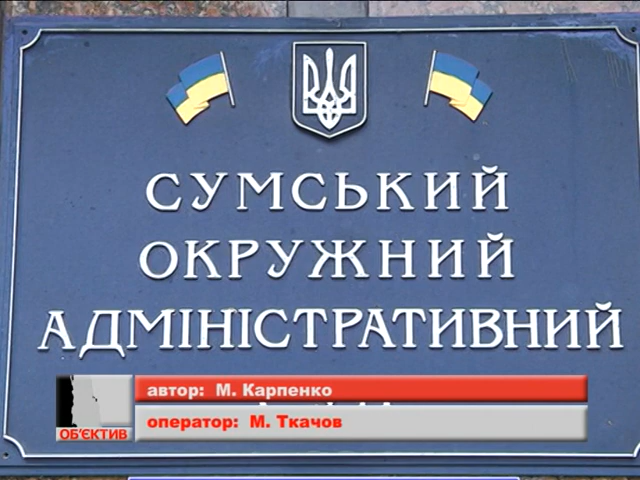 СУМСЬКИЙ
ОКРУЖНИЙ
АДМІНІСТРАТИВНИЙ
автор: М. Карпенко
оператор: М. Ткачов
ОБ'ЄКТИВ